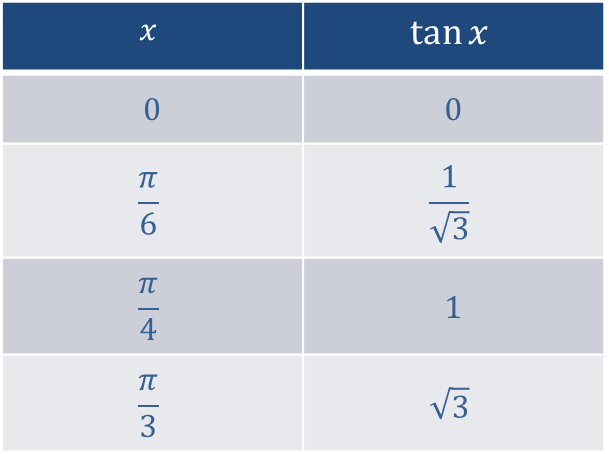 x tan x
0 0
π/6 1/√3
π/4 1
π/3 √3